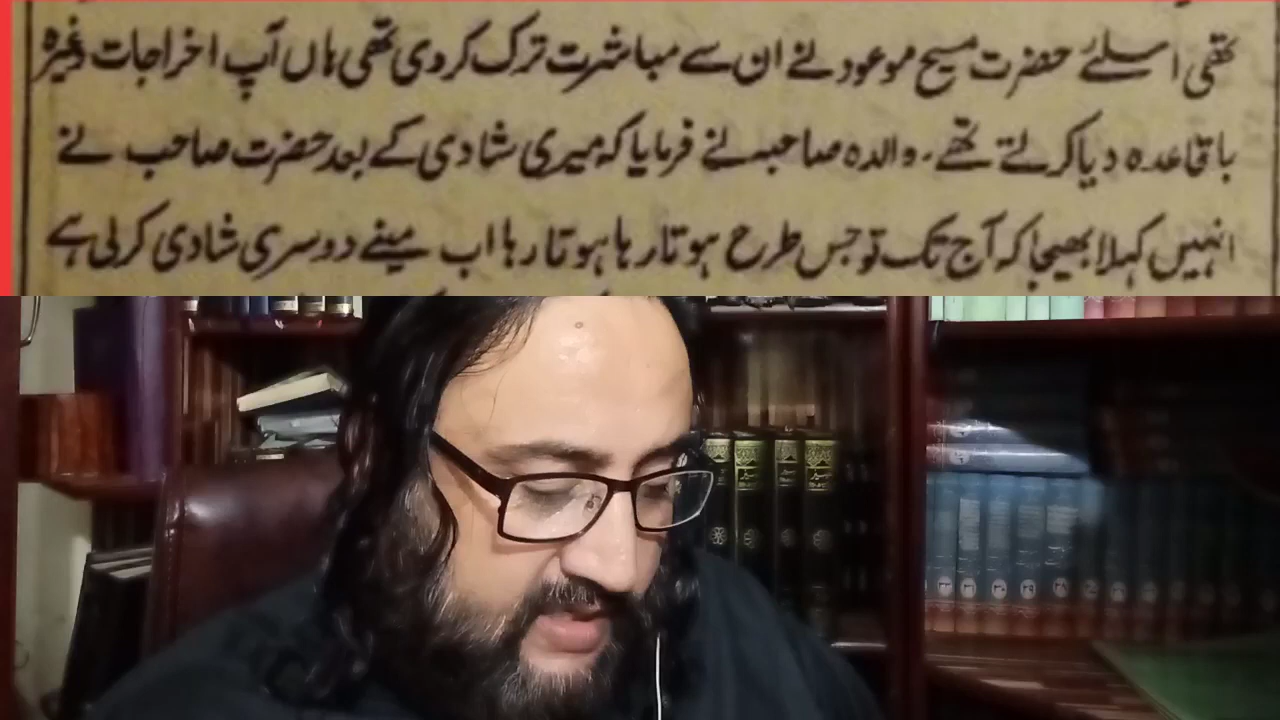 تھی اسلئے حضرت مسیح موعود نے ان سے مباشرت ترک کر دی تھی ہاں آپ اخراجات وغیرہ
باقاعدہ دیا کرتے تھے۔ والدہ صاحبہ نے فرمایا کہ میری شادی کے بعد حضرت صاحب نے
انہیں کہلا بھیجا کہ آج تک تو جس طرح ہوتا رہا ہوتا رہا اب مینے دوسری شادی کرلی ہے